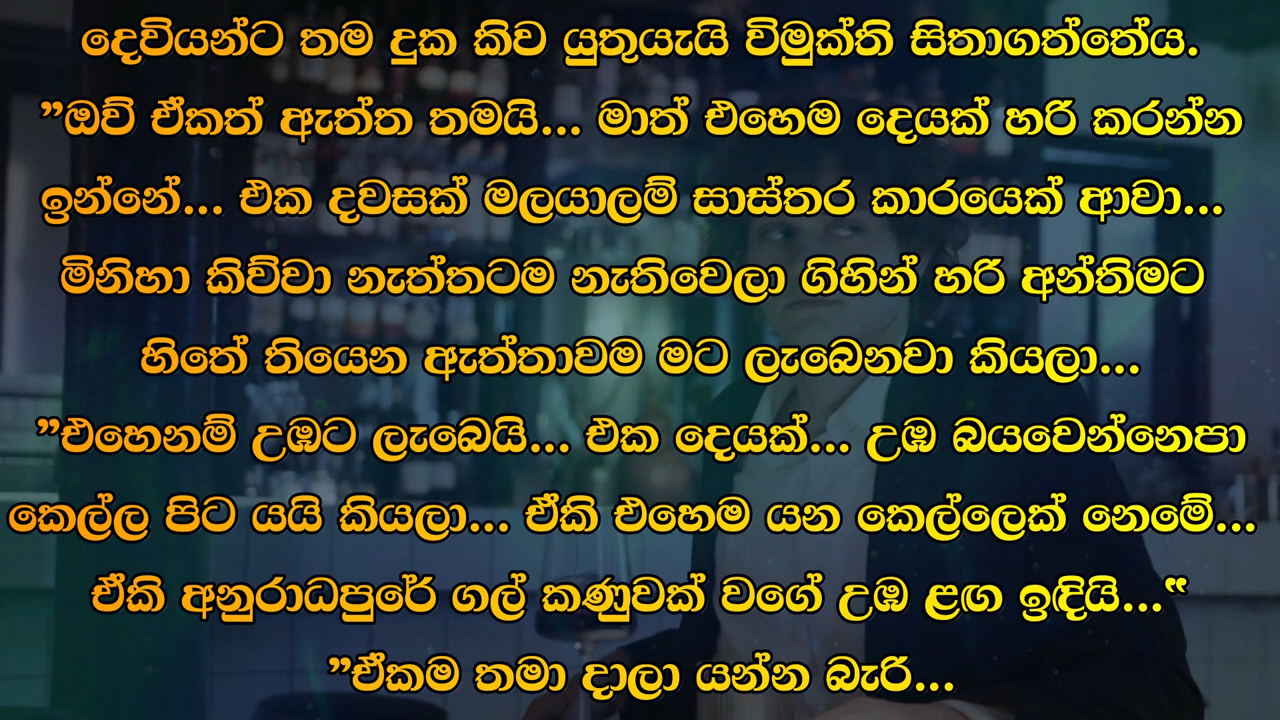 දෙවියන්ට තම දුක කිව යුතුයැයි විමුක්ති සිතාගත්තේය.
”ඔව් ඒකත් ඇත්ත තමයි... මාත් එහෙම දෙයක් හරි කරන්න
ඉන්නේ... එක දවසක් මලයාලම් සාස්තර කාරයෙක් ආවා...
මිනිහා කිව්වා නැත්තටම නැතිවෙලා ගිහින් හරි අන්තිමට
හිතේ තියෙන ඇත්තාවම මට ලැබෙනවා කියලා...
”එහෙනම් උඹට ලැබෙයි... එක දෙයක්... උඹ බයවෙන්නෙපා
කෙල්ල පිට යයි කියලා... ඒකි එහෙම යන කෙල්ලෙක් නෙමේ...
ඒකි අනුරාධපුරේ ගල් කණුවක් වගේ උඹ ළඟ ඉඳියි...‟
”ඒකම තමා දාලා යන්න බැරි...